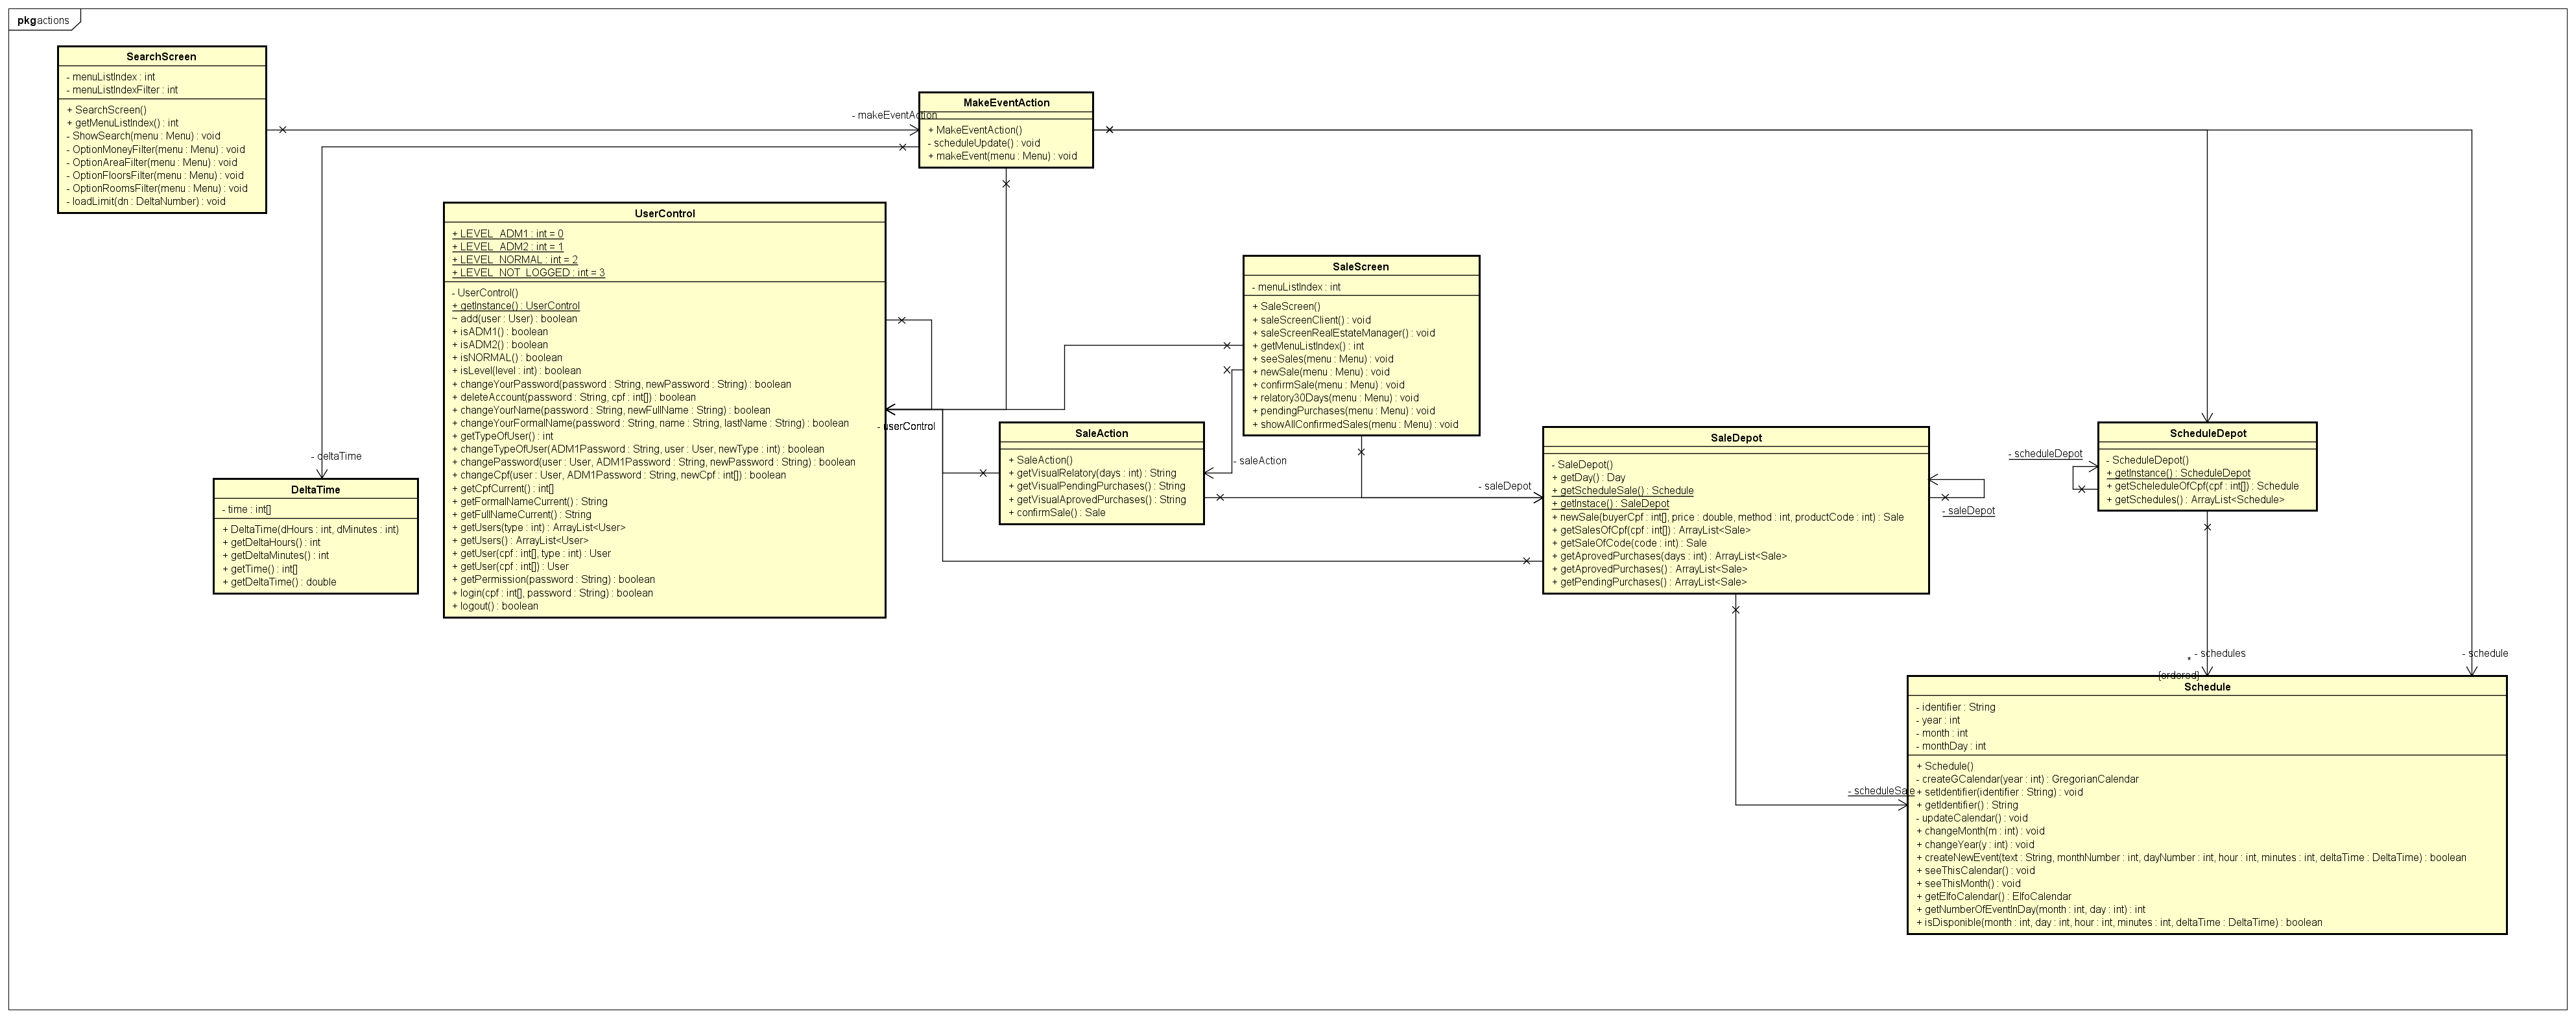 pkg actions
SearchScreen
- menuListIndex : int
- menuListIndexFilter : int
+ SearchScreen()
+ getMenuListIndex() : int
- ShowSearch(menu : Menu) : void
- OptionMoneyFilter(menu : Menu) : void
- OptionAreaFilter(menu : Menu) : void
- OptionFloorsFilter(menu : Menu) : void
- OptionRoomsFilter(menu : Menu) : void
- loadLimit(dn : DeltaNumber) : void
- makeEventAction
MakeEventAction
+ MakeEventAction()
- scheduleUpdate() : void
+ makeEvent(menu : Menu) : void
UserControl
+ LEVEL_ADM1 : int = 0
+ LEVEL_ADM2 : int = 1
+ LEVEL_NORMAL : int = 2
+ LEVEL_NOT_LOGGED : int = 3
- UserControl()
+ getInstance() : UserControl
~ add(user : User) : boolean
+ isADM1() : boolean
+ isADM2() : boolean
+ isNORMAL() : boolean
+ isLevel(level : int) : boolean
+ changeYourPassword(password : String, newPassword : String) : boolean
+ deleteAccount(password : String, cpf : int[]) : boolean
+ changeYourName(password : String, newFullName : String) : boolean
+ changeYourFormalName(password : String, name : String, lastName : String) : boolean
+ getTypeOfUser() : int
+ changeTypeOfUser(ADM1Password : String, user : User, newType : int) : boolean
+ changePassword(user : User, ADM1Password : String, newPassword : String) : boolean
+ changeCpf(user : User, ADM1Password : String, newCpf : int[]) : boolean
+ getCpfCurrent() : int[]
+ getFormalNameCurrent() : String
+ getFullNameCurrent() : String
+ getUsers(type : int) : ArrayList<User>
+ getUsers() : ArrayList<User>
+ getUser(cpf : int[], type : int) : User
+ getUser(cpf : int[]) : User
+ getPermission(password : String) : boolean
+ login(cpf : int[], password : String) : boolean
+ logout() : boolean
- userControl
SaleScreen
- menuListIndex : int
+ SaleScreen()
+ saleScreenClient() : void
+ saleScreenRealEstateManager() : void
+ getMenuListIndex() : int
+ seeSales(menu : Menu) : void
+ newSale(menu : Menu) : void
+ confirmSale(menu : Menu) : void
+ relatory30Days(menu : Menu) : void
+ pendingPurchases(menu : Menu) : void
+ showAllConfirmedSales(menu : Menu) : void
- deltaTime
DeltaTime
- time : int[]
+ DeltaTime(dHours : int, dMinutes : int)
+ getDeltaHours() : int
+ getDeltaMinutes() : int
+ getTime() : int[]
+ getDeltaTime() : double
SaleAction
+ SaleAction()
+ getVisualRelatory(days : int) : String
+ getVisualPendingPurchases() : String
+ getVisualAprovedPurchases() : String
+ confirmSale() : Sale
- saleAction
- saleDepot
SaleDepot
- SaleDepot()
+ getDay() : Day
+ getScheduleSale() : Schedule
+ getInstace() : SaleDepot
+ newSale(buyerCpf : int[], price : double, method : int, productCode : int) : Sale
+ getSalesOfCpf(cpf : int[]) : ArrayList<Sale>
+ getSaleOfCode(code : int) : Sale
+ getAprovedPurchases(days : int) : ArrayList<Sale>
+ getAprovedPurchases() : ArrayList<Sale>
+ getPendingPurchases() : ArrayList<Sale>
- saleDepot
- scheduleDepot
ScheduleDepot
- ScheduleDepot()
+ getInstance() : ScheduleDepot
+ getScheleduleOfCpf(cpf : int[]) : Schedule
+ getSchedules() : ArrayList<Schedule>
- schedules
*
{ordered}
- schedule
- scheduleSale
Schedule
- identifier : String
- year : int
- month : int
- monthDay : int
+ Schedule()
- createGCalendar(year : int) : GregorianCalendar
+ setIdentifier(identifier : String) : void
+ getIdentifier() : String
- updateCalendar() : void
+ changeMonth(m : int) : void
+ changeYear(y : int) : void
+ createNewEvent(text : String, monthNumber : int, dayNumber : int, hour : int, minutes : int, deltaTime : DeltaTime) : boolean
+ seeThisCalendar() : void
+ seeThisMonth() : void
+ getElfoCalendar() : ElfoCalendar
+ getNumberOfEventInDay(month : int, day : int) : int
+ isDisponible(month : int, day : int, hour : int, minutes : int, deltaTime : DeltaTime) : boolean